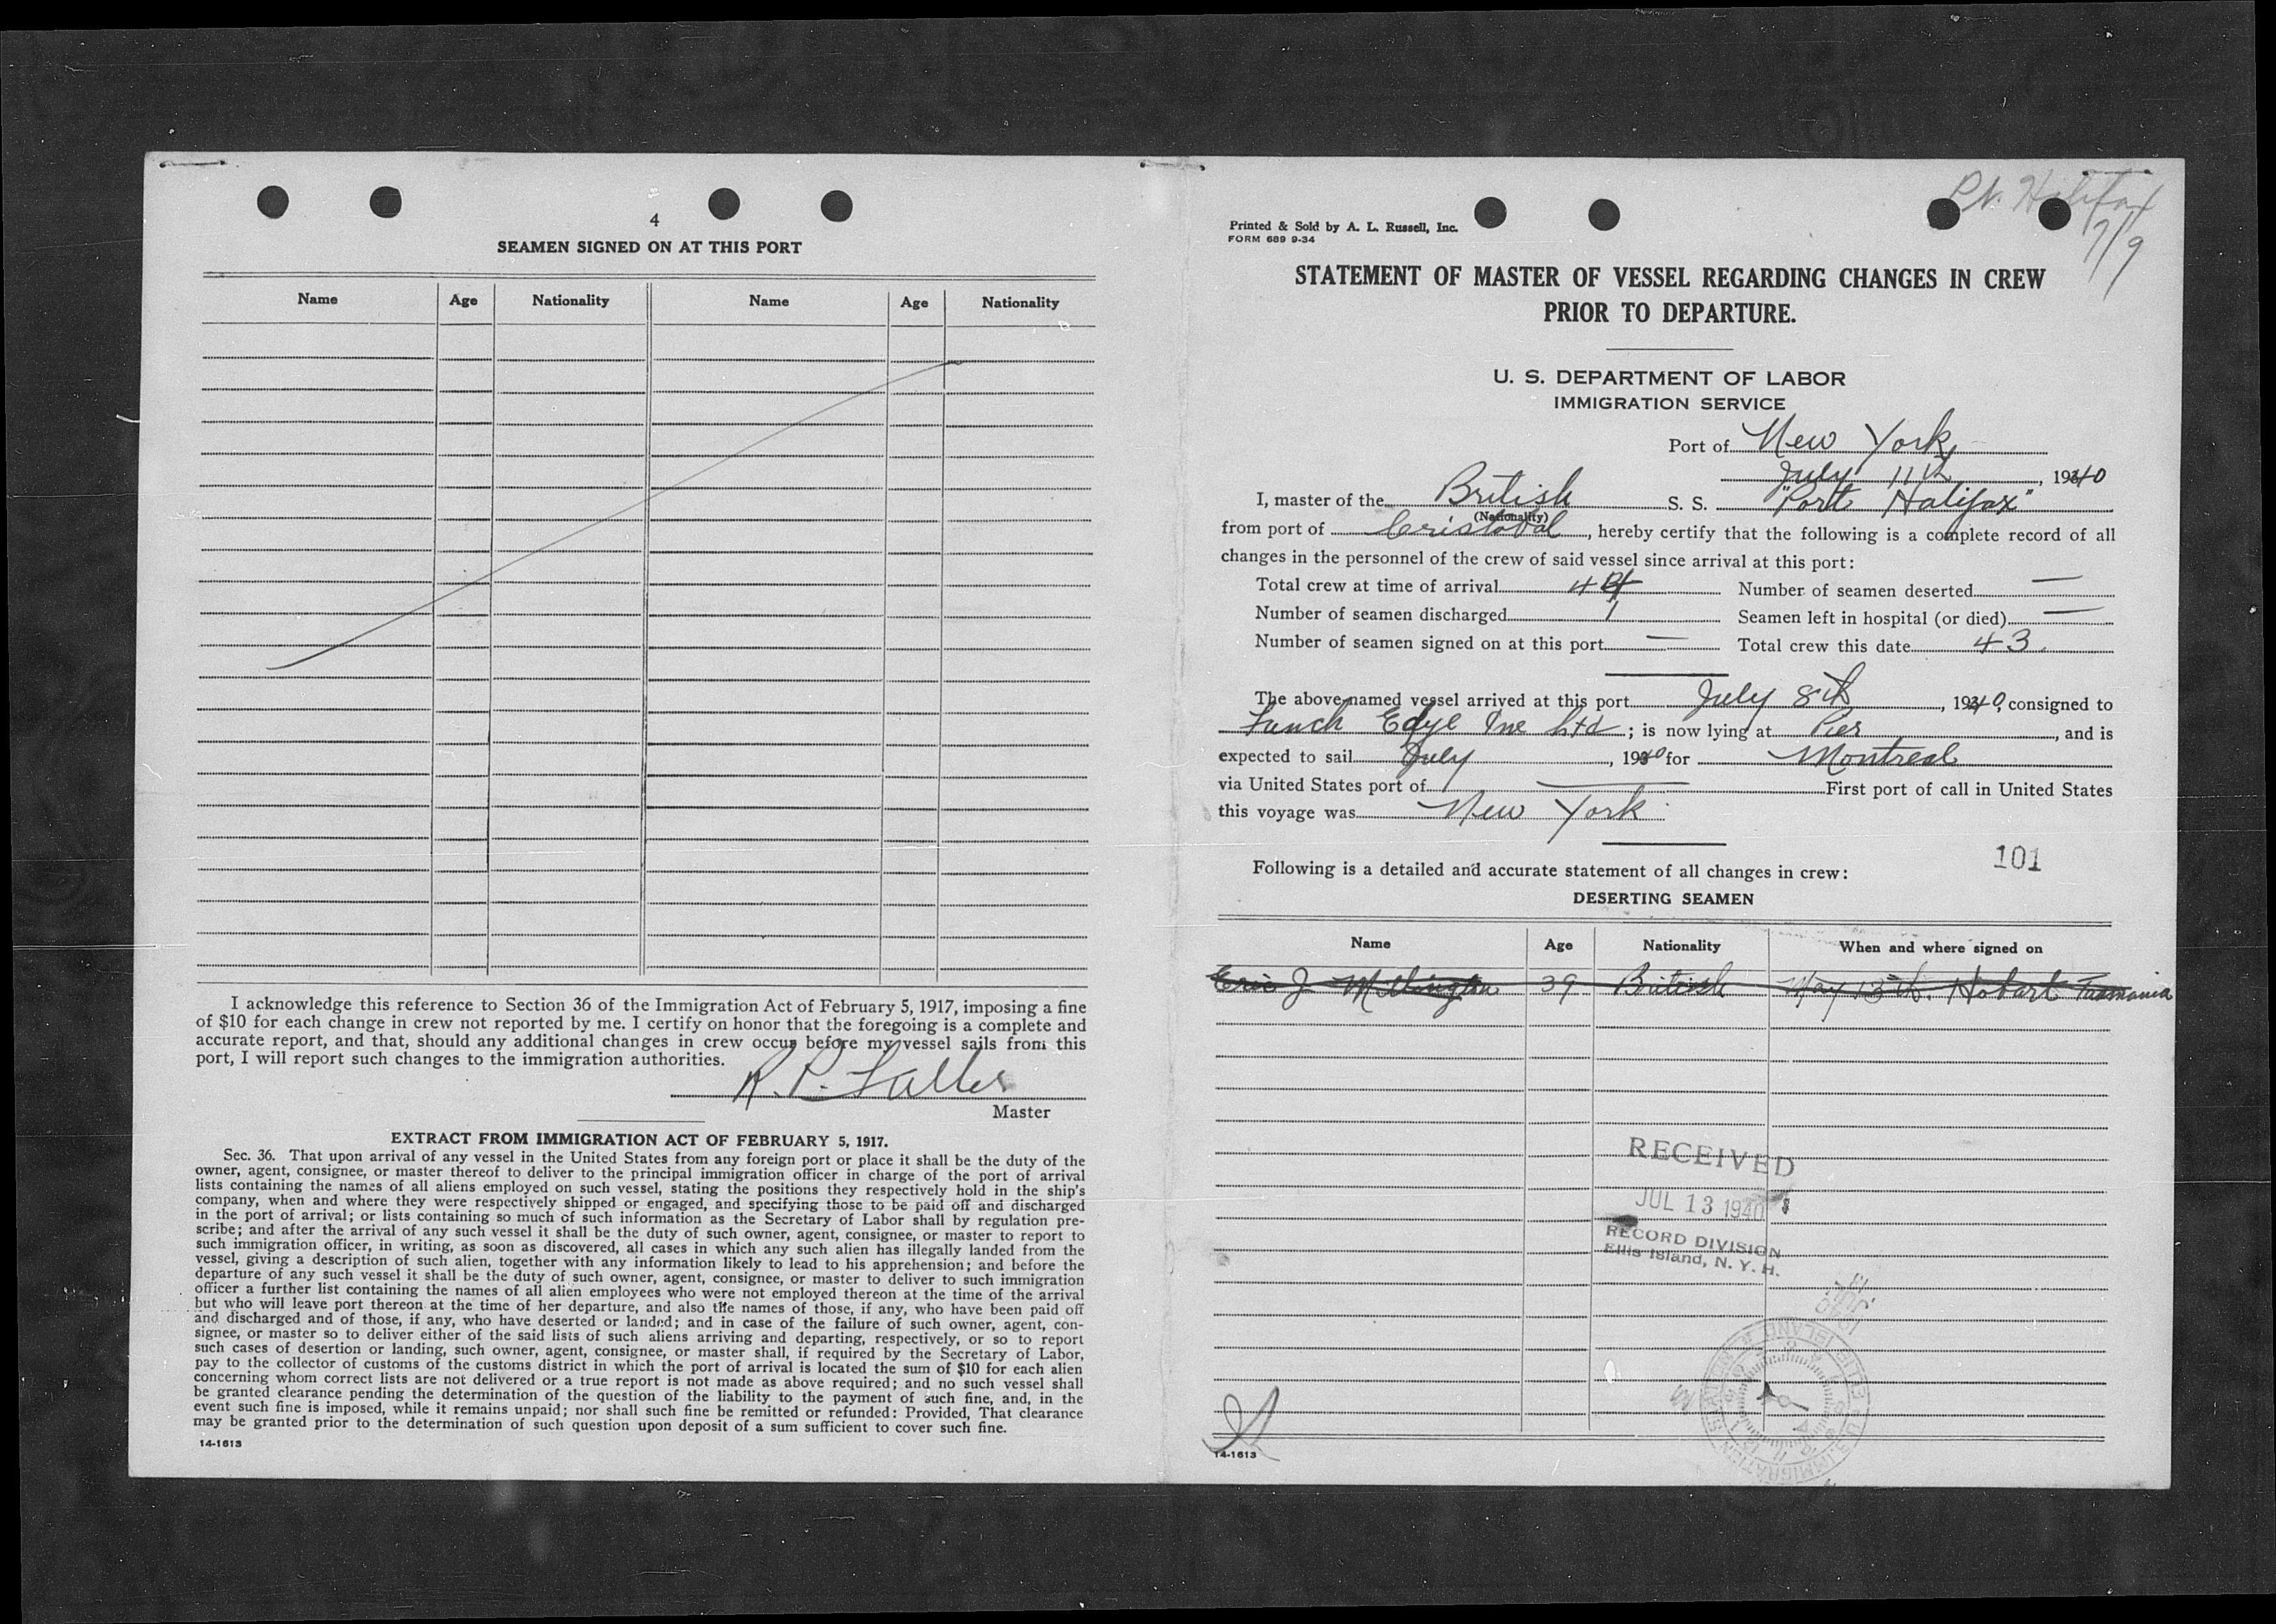 4
SEAMEN SIGNED ON AT THIS PORT
Name Age Nationality Name Age Nationality
I acknowledge this reference to Section 36 of the Immigration Act of February 5, 1917, imposing a fine
of $10 for each change in crew not reported by me. I certify on honor that the foregoing is a complete and
accurate report, and that, should any additional changes in crew occur before my vessel sails from this
port, I will report such changes to the immigration authorities.
R. P.
Master
EXTRACT FROM IMMIGRATION ACT OF FEBRUARY 5, 1917.
Sec. 36. That upon arrival of any vessel in the United States from any foreign port or place it shall be the duty of the
owner, agent, consignee, or master thereof to deliver to the principal immigration officer in charge of the port of arrival
lists containing the names of all aliens employed on such vessel, stating the positions they respectively hold in the ship's
company, when and where they were respectively shipped or engaged, and specifying those to be paid off and discharged
in the port of arrival; or lists containing so much of such information as the Secretary of Labor shall by regulation pre-
scribe; and after the arrival of any such vessel it shall be the duty of such owner, agent, consignee, or master to report to
such immigration officer, in writing, as soon as discovered, all cases in which any such alien has illegally landed from the
vessel, giving a description of such alien, together with any information likely to lead to his apprehension; and before the
departure of any such vessel it shall be the duty of such owner, agent, consignee, or master to deliver to such immigration
officer a further list containing the names of all alien employees who were not employed thereon at the time of the arrival
but who will leave port thereon at the time of her departure, and also the names of those, if any, who have been paid off
and discharged and of those, if any, who have deserted or landed; and in case of the failure of such owner, agent, con-
signee, or master so to deliver either of the said lists of such aliens arriving and departing, respectively, or so to report
such cases of desertion or landing, such owner, agent, consignee, or master shall, if required by the Secretary of Labor,
pay to the collector of customs of the customs district in which the port of arrival is located the sum of $10 for each alien
concerning whom correct lists are not delivered or a true report is not made as above required; and no such vessel shall
be granted clearance pending the determination of the question of the liability to the payment of such fine, and, in the
event such fine is imposed, while it remains unpaid; nor shall such fine be remitted or refunded: Provided, That clearance
may be granted prior to the determination of such question upon deposit of a sum sufficient to cover such fine.
14-1613
Halifax
7/9
Printed & Sold by A. L. Russell, Inc.
FORM 689 9-34
STATEMENT OF MASTER OF VESSEL REGARDING CHANGES IN CREW
PRIOR TO DEPARTURE.
U. S. DEPARTMENT OF LABOR
IMMIGRATION SERVICE
Port of New York
July 11th, 1940
I, master of the British S. S. "Port Halifax"
(Nationality)
from port of Cristobal, hereby certify that the following is a complete record of all
changes in the personnel of the crew of said vessel since arrival at this port:
Total crew at time of arrival 44 Number of seamen deserted —
Number of seamen discharged 1 Seamen left in hospital (or died) —
Number of seamen signed on at this port — Total crew this date 43.
The above-named vessel arrived at this port July 8th, 1940, consigned to
Funch Edye Inc Ltd; is now lying at Pier, and is
expected to sail July, 1940 for Montreal
via United States port of — First port of call in United States
this voyage was New York.
Following is a detailed and accurate statement of all changes in crew:
101
DESERTING SEAMEN
Name Age Nationality When and where signed on
Eric J Millington 39 British May 13th. Hobart Tasmania
RECEIVED
JUL 13 1940
RECORD DIVISION
Ellis Island, N. Y. H.
14-1613